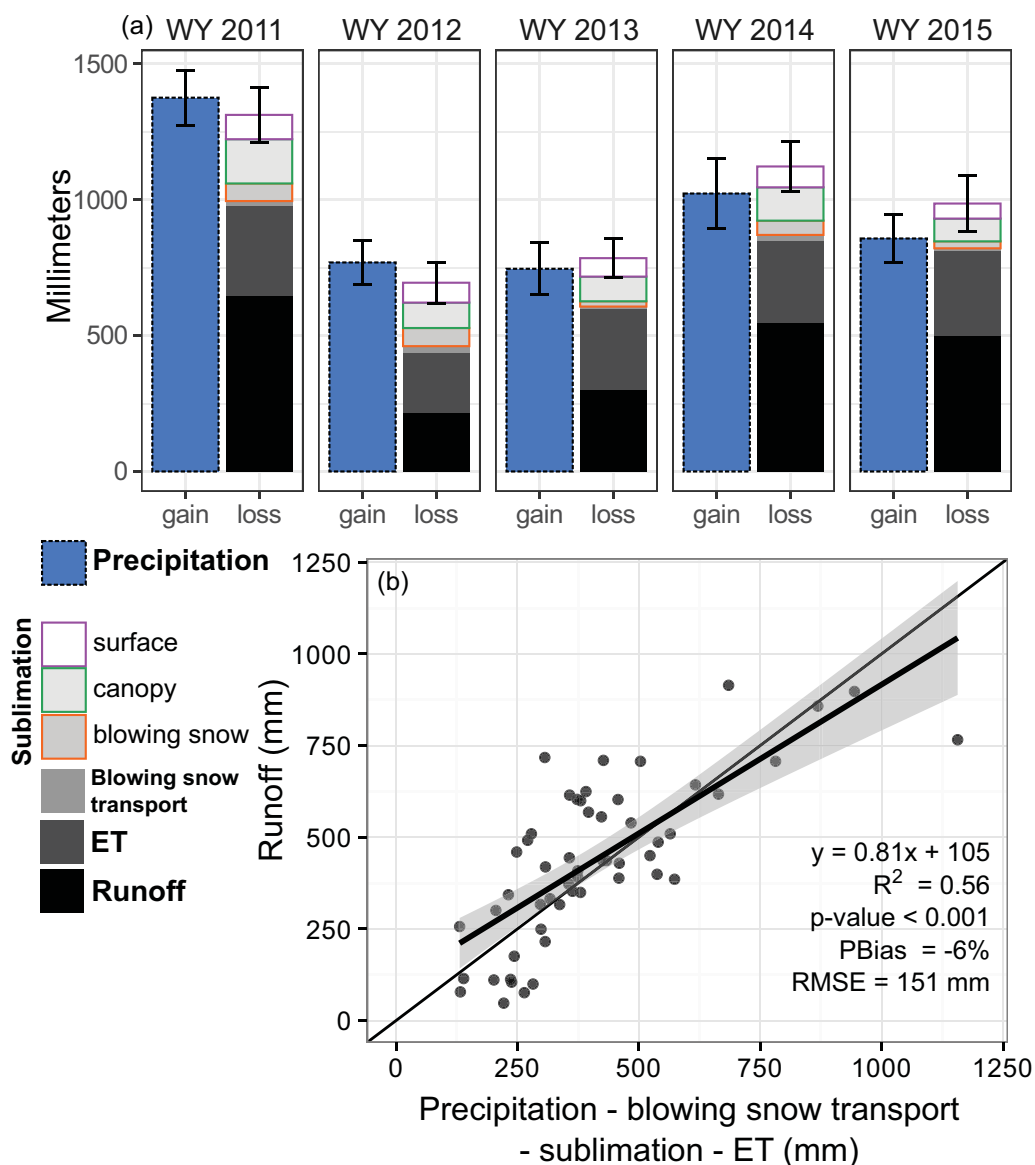 (a) WY 2011 WY 2012 WY 2013 WY 2014 WY 2015
Millimeters
1500
1000
500
0
gain loss gain loss gain loss gain loss gain loss
Precipitation
Sublimation
surface
canopy
blowing snow
Blowing snow
transport
ET
Runoff
(b)
Runoff (mm)
1250
1000
750
500
250
0
y = 0.81x + 105
R² = 0.56
p-value < 0.001
PBias = -6%
RMSE = 151 mm
0 250 500 750 1000 1250
Precipitation - blowing snow transport
- sublimation - ET (mm)